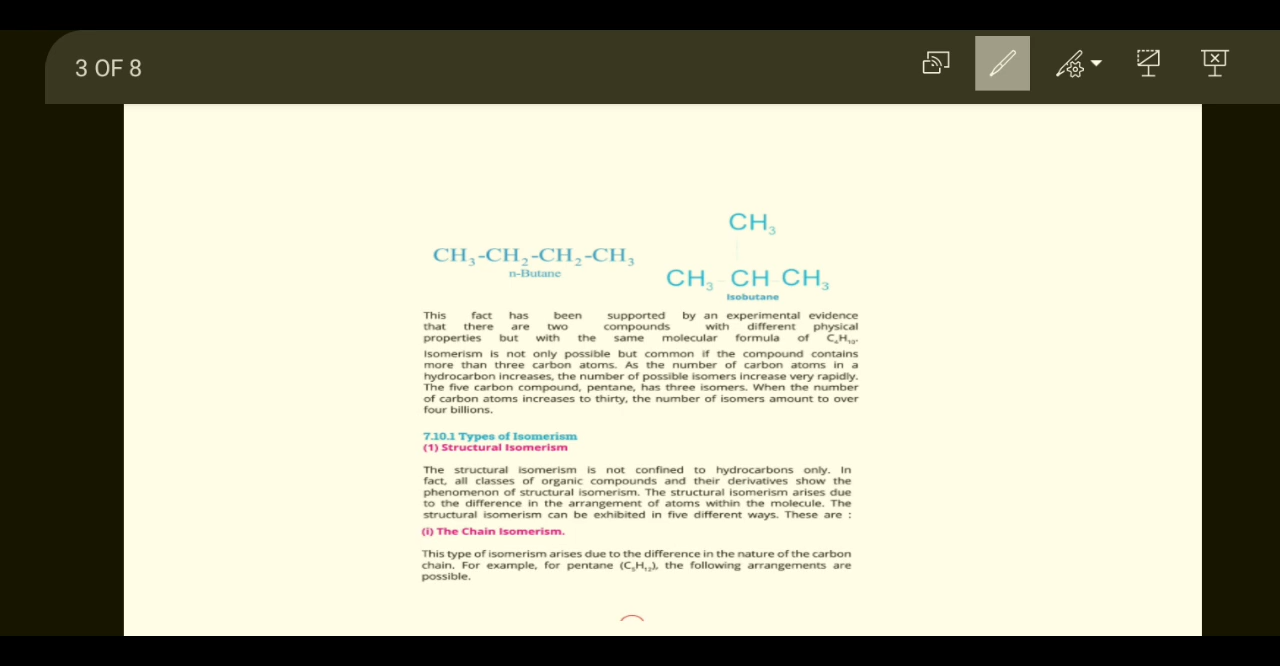 3 OF 8
CH₃
CH₃-CH₂-CH₂-CH₃
n-Butane
CH₃ CH CH₃
Isobutane
This fact has been supported by an experimental evidence
that there are two compounds with different physical
properties but with the same molecular formula of C₄H₁₀.
Isomerism is not only possible but common if the compound contains
more than three carbon atoms. As the number of carbon atoms in a
hydrocarbon increases, the number of possible isomers increase very rapidly.
The five carbon compound, pentane, has three isomers. When the number
of carbon atoms increases to thirty, the number of isomers amount to over
four billions.
7.10.1 Types of Isomerism
(1) Structural Isomerism
The structural isomerism is not confined to hydrocarbons only. In
fact, all classes of organic compounds and their derivatives show the
phenomenon of structural isomerism. The structural isomerism arises due
to the difference in the arrangement of atoms within the molecule. The
structural isomerism can be exhibited in five different ways. These are :
(i) The Chain Isomerism.
This type of isomerism arises due to the difference in the nature of the carbon
chain. For example, for pentane (C₅H₁₂), the following arrangements are
possible.